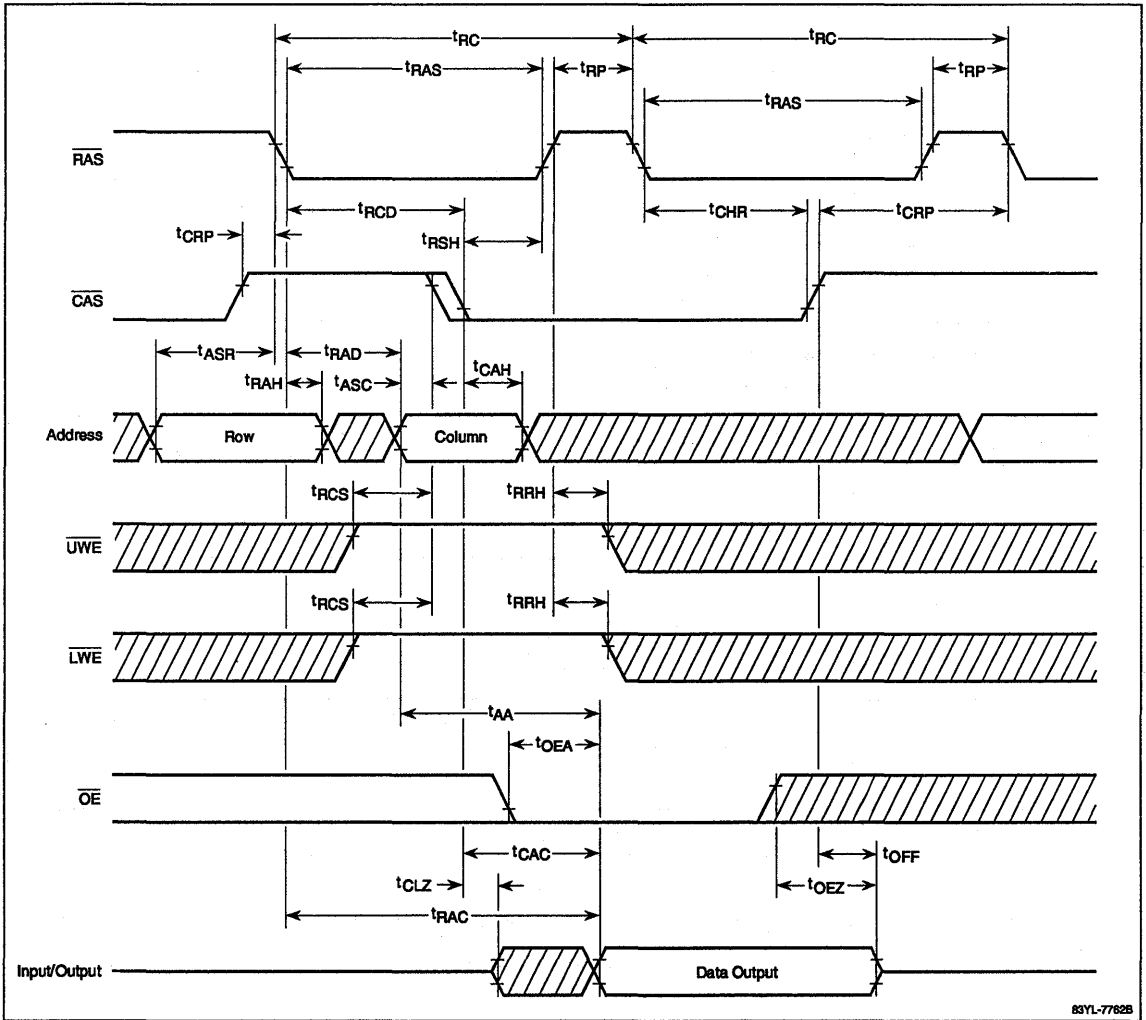 tRC tRC
tRAS tRP tRP
tRAS
RAS
tRCD tCHR tCRP
tCRP tRSH
CAS
tASR tRAD
tRAH tASC tCAH
Address Row Column
tRCS tRRH
UWE
tRCS tRRH
LWE
tAA
tOEA
OE
tCAC tOFF
tCLZ tOEZ
tRAC
Input/Output Data Output
83YL-7762B